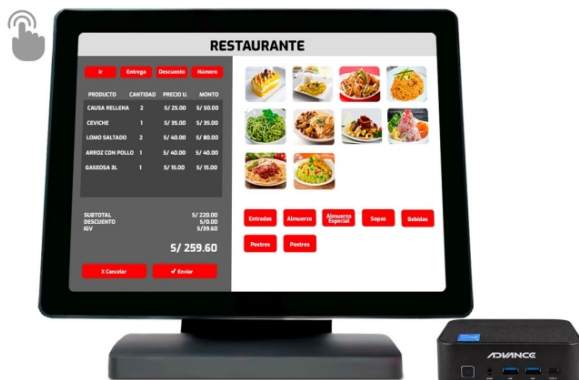 RESTAURANTE
Ir Entrega Descuento Número
PRODUCTO CANTIDAD PRECIO U. MONTO
CAUSA RELLENA 2 S/ 25.00 S/ 50.00
CEVICHE 1 S/ 35.00 S/ 35.00
LOMO SALTADO 2 S/ 40.00 S/ 80.00
ARROZ CON POLLO 1 S/ 40.00 S/ 40.00
GASEOSA 3L 1 S/ 15.00 S/ 15.00
SUBTOTAL S/ 220.00
DESCUENTO S/0.00
IGV S/39.60
S/ 259.60
X Cancelar ✓ Enviar
Entradas Almuerzo Almuerzo Especial Sopas Bebidas
Postres Postres
ADVANCE